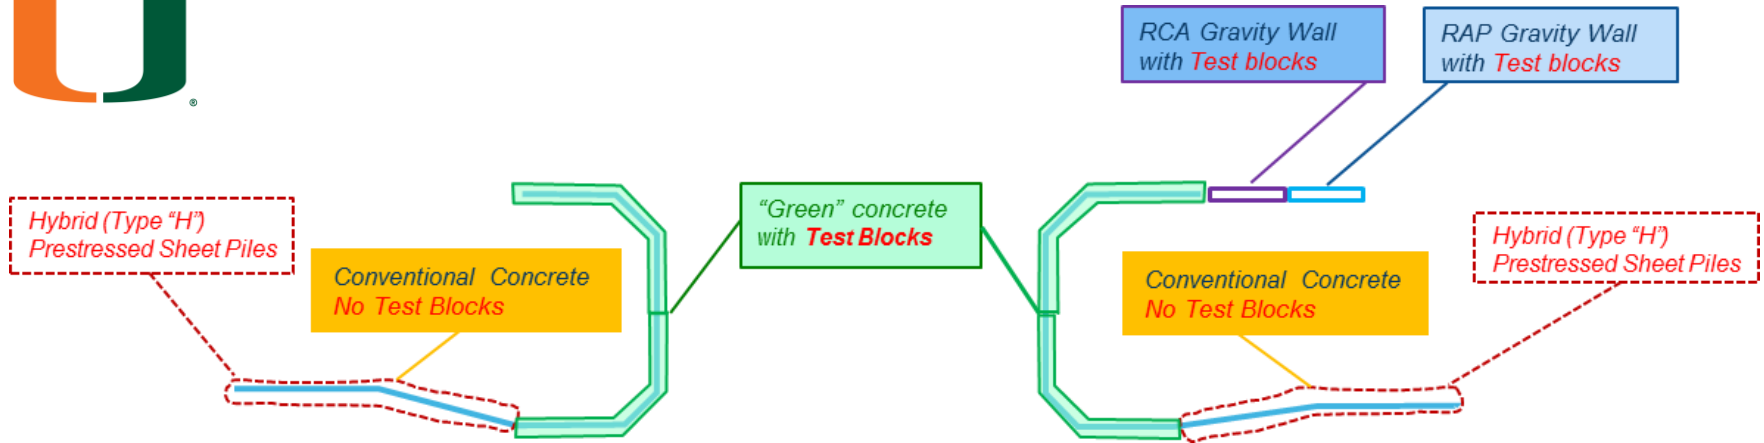 ®
RCA Gravity Wall
with Test blocks
RAP Gravity Wall
with Test blocks
Hybrid (Type “H”)
Prestressed Sheet Piles
Conventional Concrete
No Test Blocks
“Green” concrete
with Test Blocks
Conventional Concrete
No Test Blocks
Hybrid (Type “H”)
Prestressed Sheet Piles